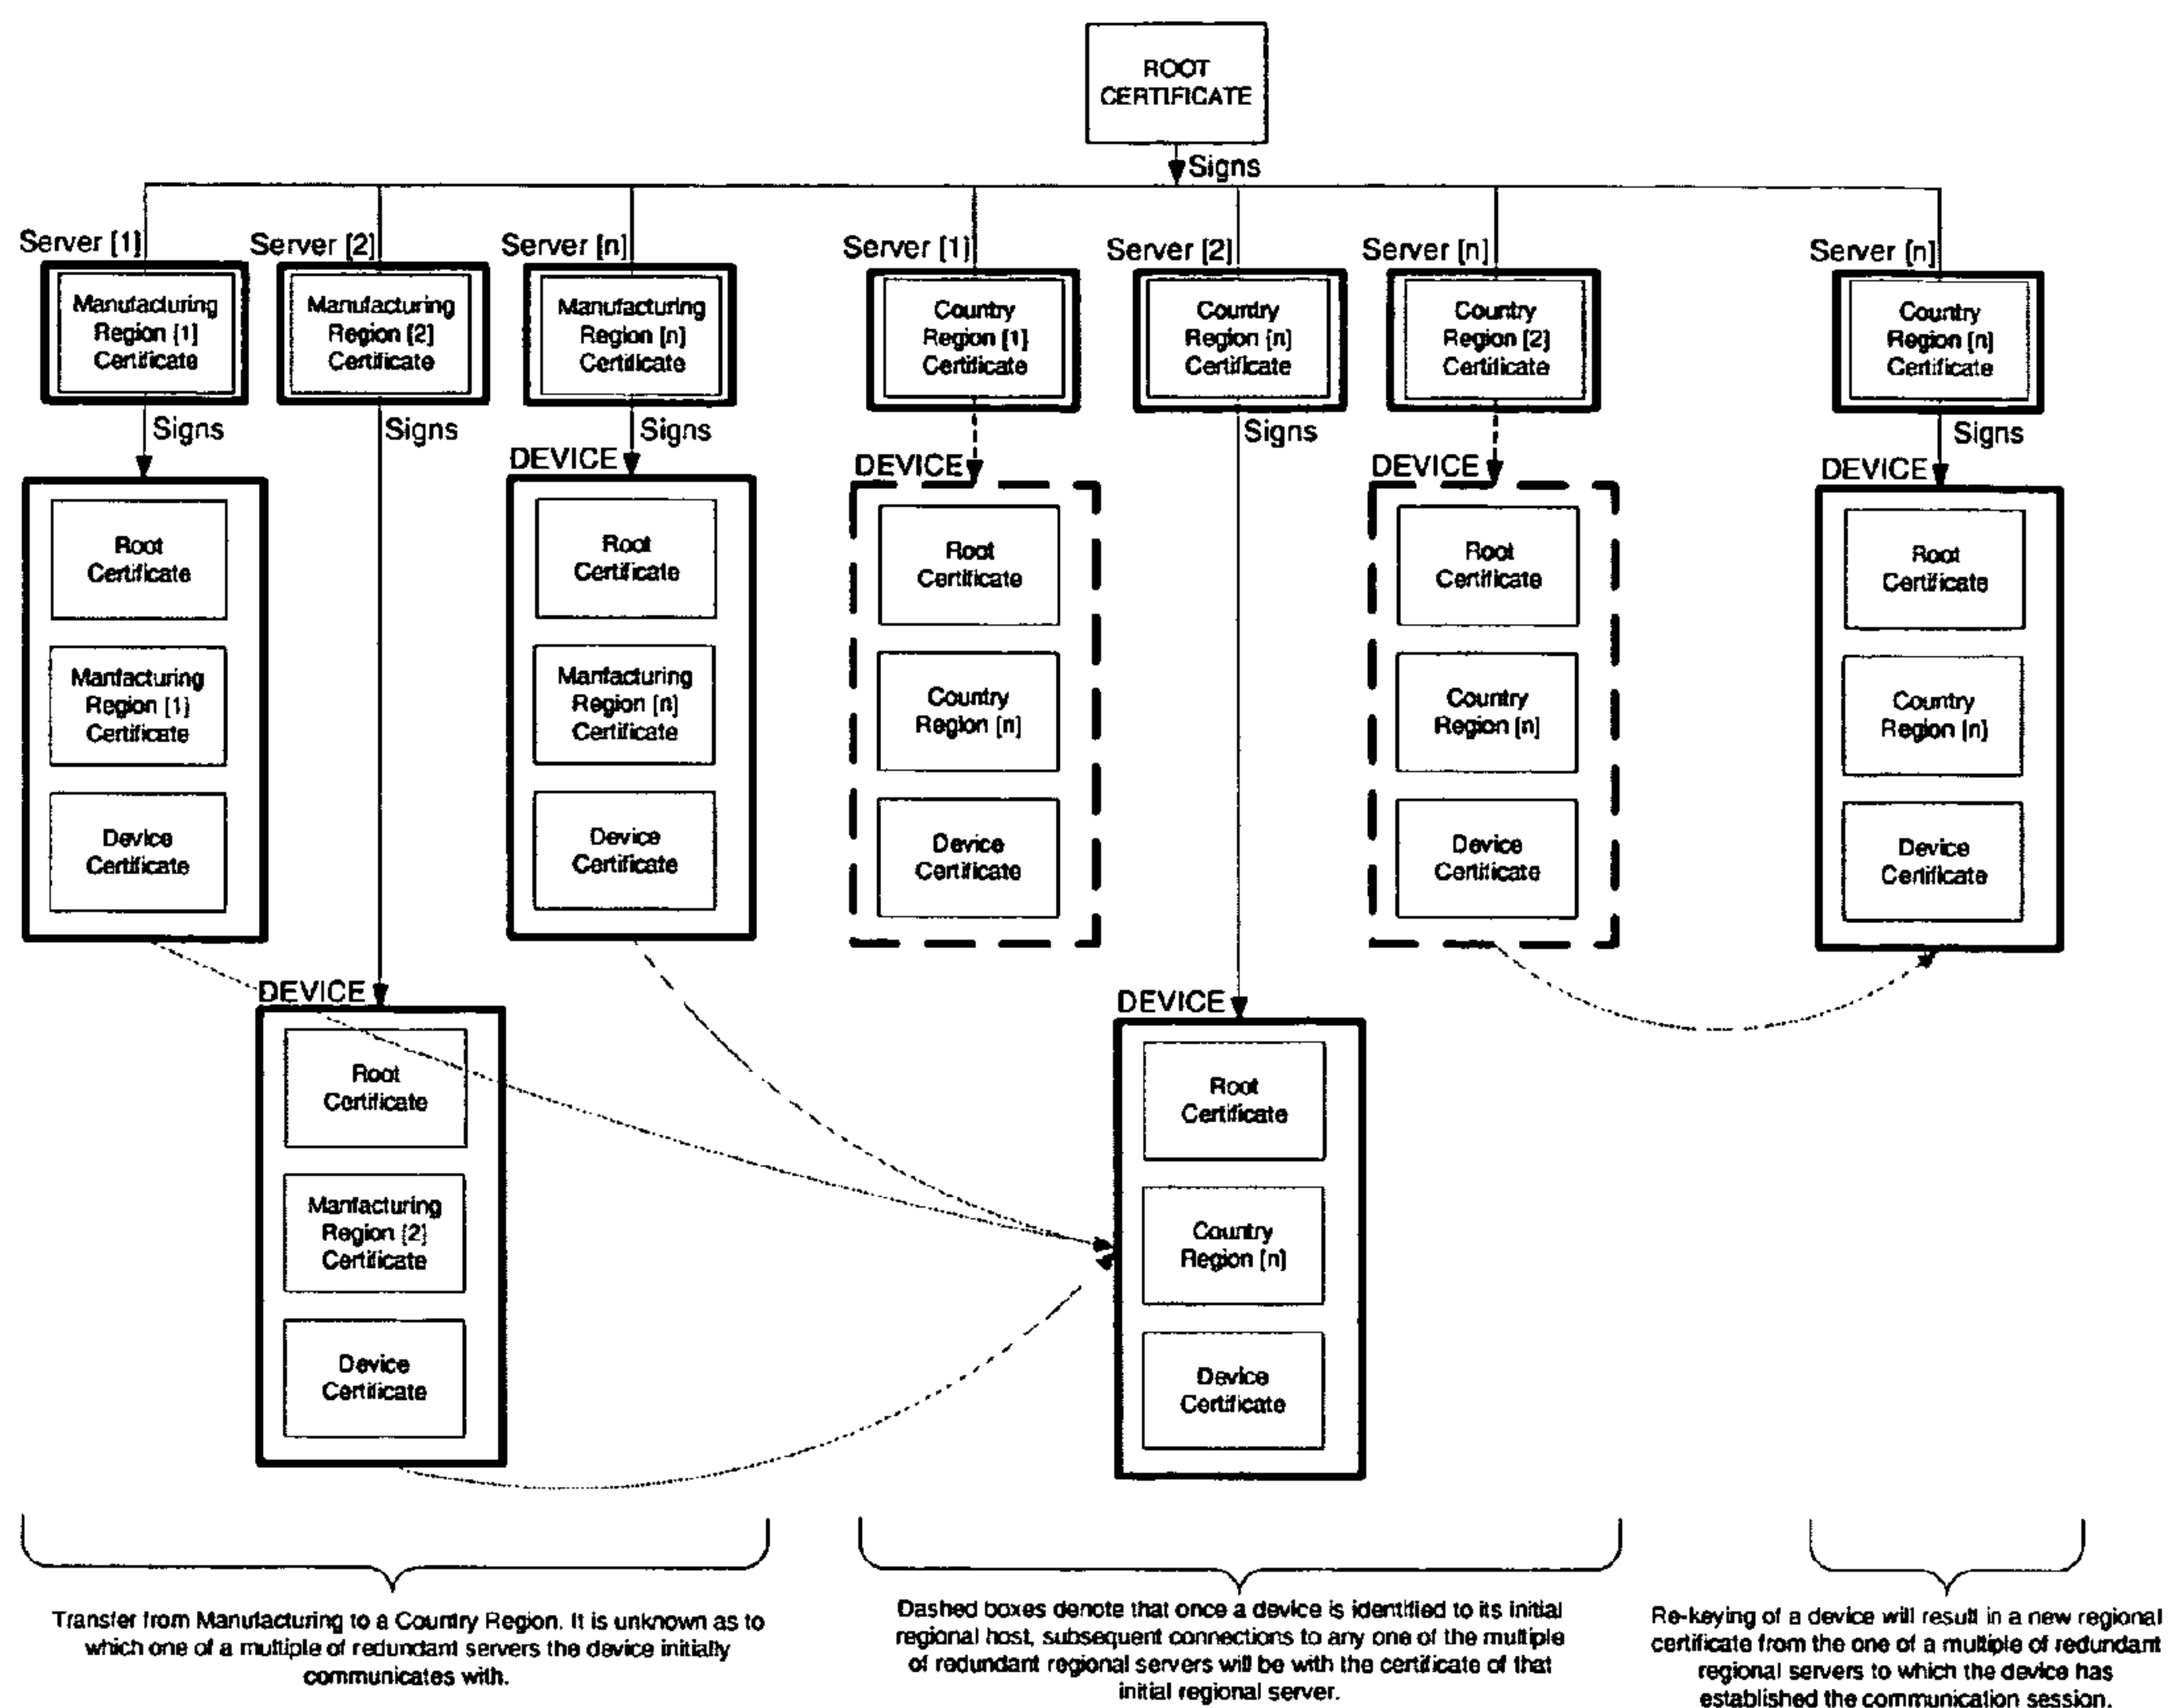 ROOT
CERTIFICATE
Signs
Server [1]
Server [2]
Server [n]
Server [1]
Server [2]
Server [n]
Server [n]
Manufacturing
Region [1]
Certificate
Manufacturing
Region [2]
Certificate
Manufacturing
Region [n]
Certificate
Country
Region [1]
Certificate
Country
Region [n]
Certificate
Country
Region [2]
Certificate
Country
Region [n]
Certificate
Signs
Signs
Signs
Signs
Signs
Root
Certificate
Manfacturing
Region [1]
Certificate
Device
Certificate
DEVICE
Root
Certificate
Manfacturing
Region [n]
Certificate
Device
Certificate
DEVICE
Root
Certificate
Country
Region [n]
Device
Certificate
DEVICE
Root
Certificate
Country
Region [n]
Device
Certificate
DEVICE
Root
Certificate
Country
Region [n]
Device
Certificate
DEVICE
Root
Certificate
Manfacturing
Region [2]
Certificate
Device
Certificate
DEVICE
Root
Certificate
Country
Region [n]
Device
Certificate
Transfer from Manufacturing to a Country Region. It is unknown as to
which one of a multiple of redundant servers the device initially
communicates with.
Dashed boxes denote that once a device is identified to its initial
regional host, subsequent connections to any one of the multiple
of redundant regional servers will be with the certificate of that
initial regional server.
Re-keying of a device will result in a new regional
certificate from the one of a multiple of redundant
regional servers to which the device has
established the communication session.